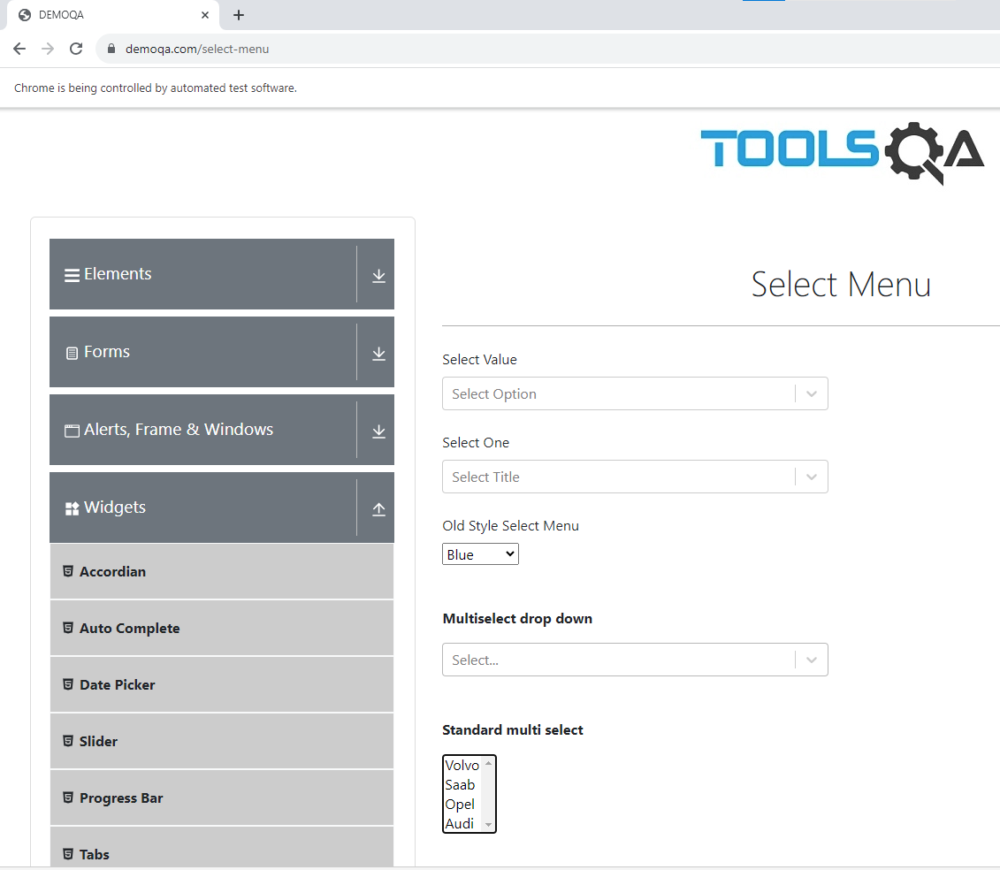 DEMOQA
demoqa.com/select-menu
Chrome is being controlled by automated test software.
TOOLSQA
Elements
Forms
Alerts, Frame & Windows
Widgets
Accordian
Auto Complete
Date Picker
Slider
Progress Bar
Tabs
Select Menu
Select Value
Select Option
Select One
Select Title
Old Style Select Menu
Blue
Multiselect drop down
Select...
Standard multi select
Volvo
Saab
Opel
Audi